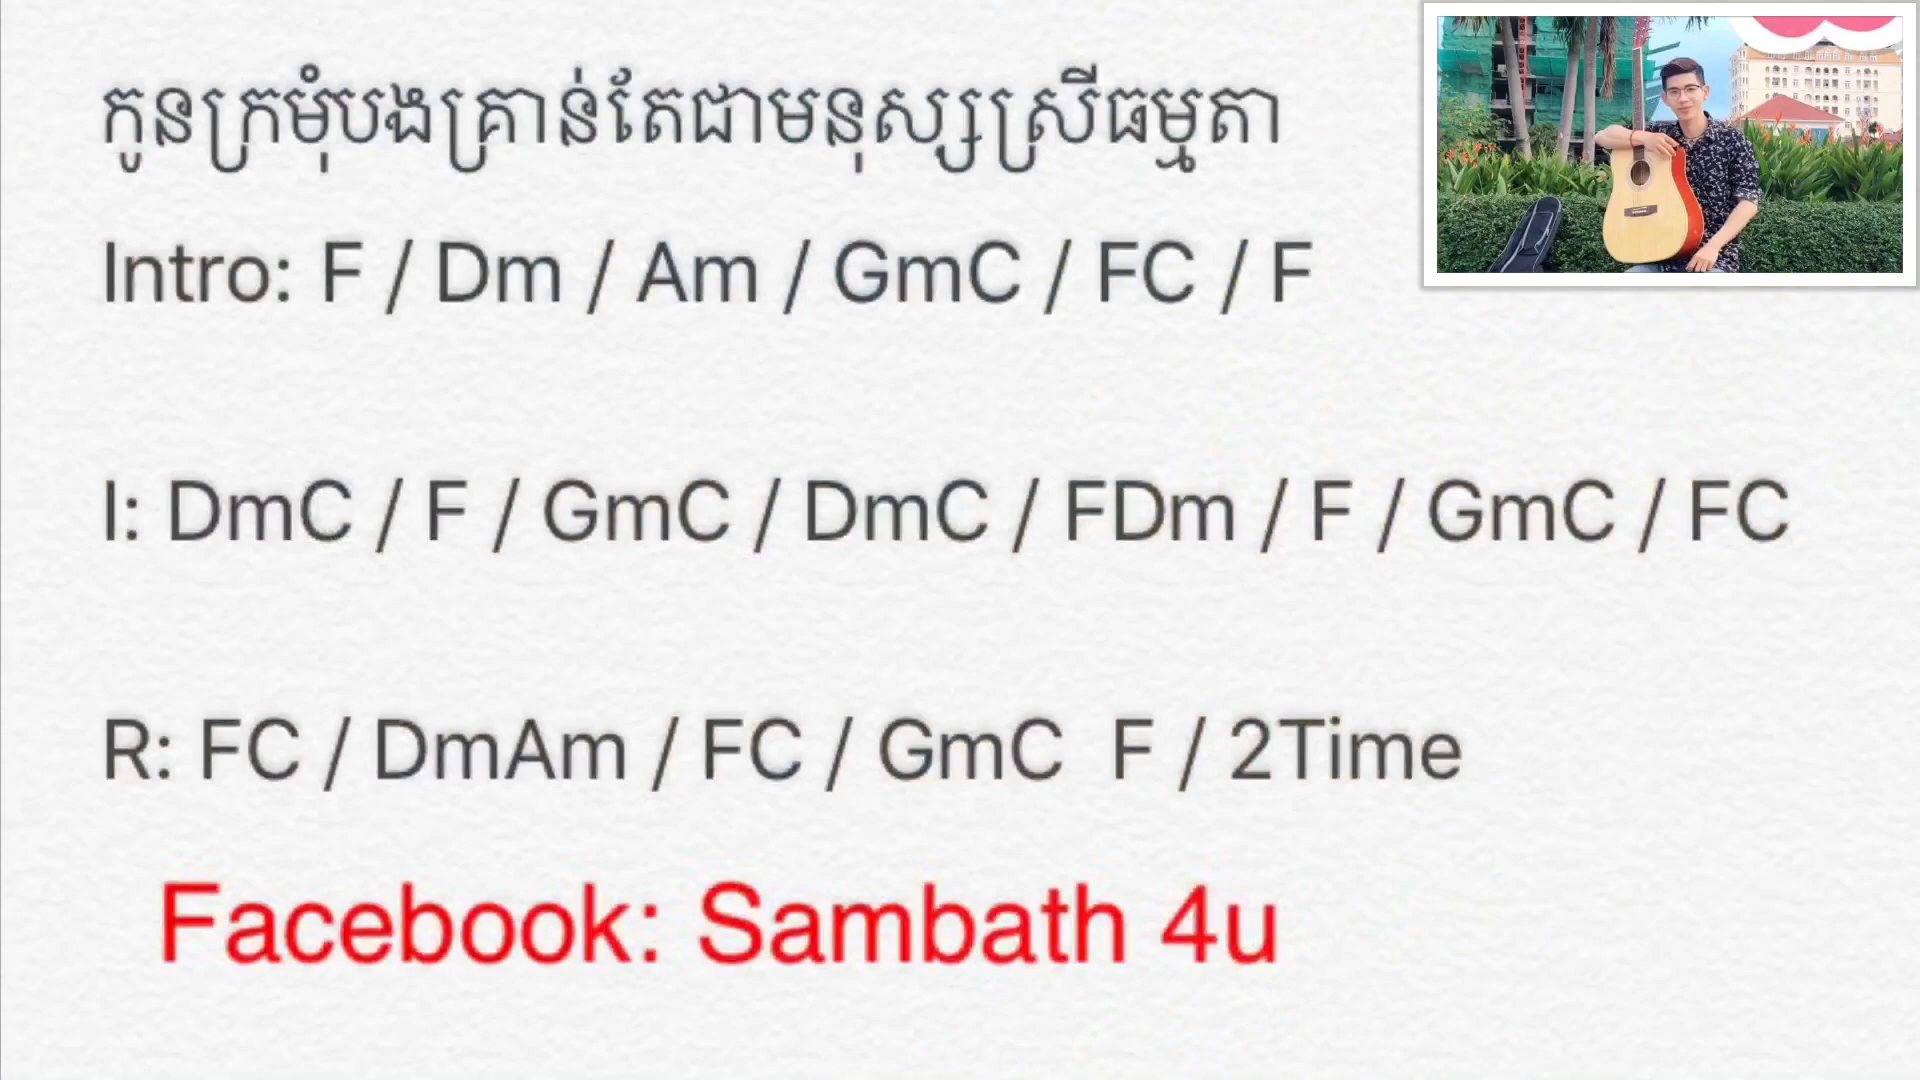 កូនក្រមុំបងគ្រាន់តែជាមនុស្សស្រីធម្មតា
Intro: F / Dm / Am / GmC / FC / F
I: DmC / F / GmC / DmC / FDm / F / GmC / FC
R: FC / DmAm / FC / GmC  F / 2Time
Facebook: Sambath 4u